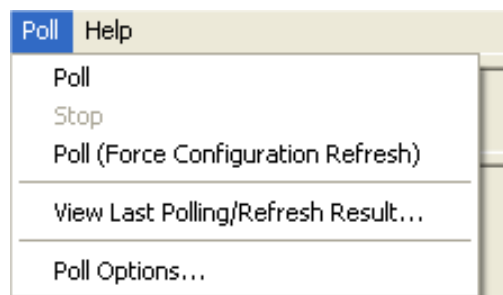 Poll Help
Poll
Stop
Poll (Force Configuration Refresh)
View Last Polling/Refresh Result...
Poll Options...